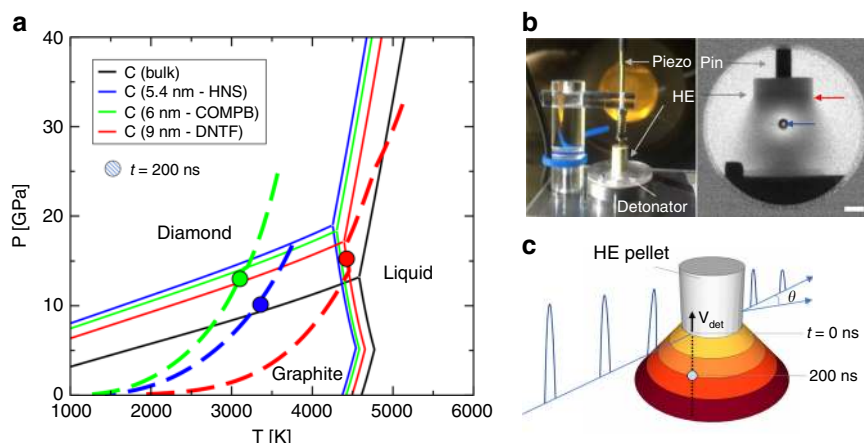 a
P [GPa]
40
30
20
10
0
1000
2000
3000
4000
5000
6000
T [K]
C (bulk)
C (5.4 nm - HNS)
C (6 nm - COMPB)
C (9 nm - DNTF)
t = 200 ns
Diamond
Liquid
Graphite
b
Piezo
Pin
HE
Detonator
c
HE pellet
θ
Vdet
t = 0 ns
200 ns